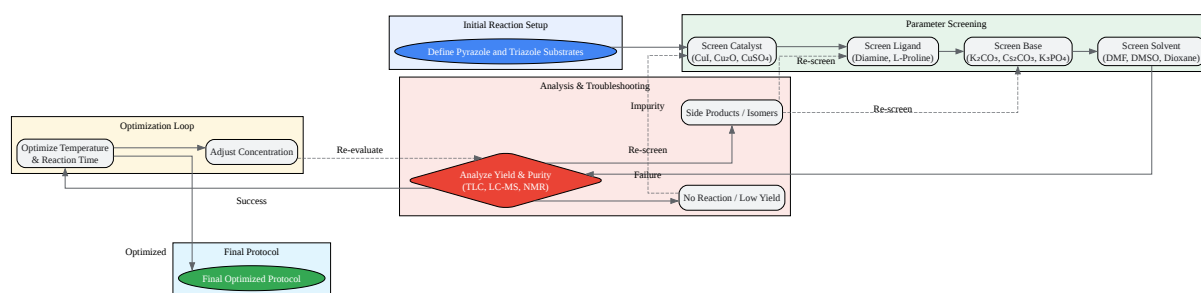 Initial Reaction Setup
Define Pyrazole and Triazole Substrates
Parameter Screening
Screen Catalyst
(CuI, Cu₂O, CuSO₄)
Screen Ligand
(Diamine, L-Proline)
Screen Base
(K₂CO₃, Cs₂CO₃, K₃PO₄)
Screen Solvent
(DMF, DMSO, Dioxane)
Re-screen
Analysis & Troubleshooting
Impurity
Side Products / Isomers
Re-screen
Optimization Loop
Optimize Temperature
& Reaction Time
Adjust Concentration
Re-evaluate
Re-screen
Analyze Yield & Purity
(TLC, LC-MS, NMR)
Failure
No Reaction / Low Yield
Success
Optimized
Final Protocol
Final Optimized Protocol